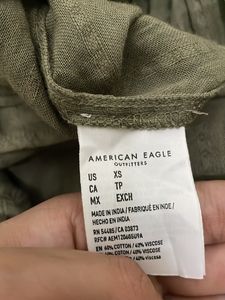 AMERICAN EAGLE
OUTFITTERS
US XS
CA TP
MX EXCH
MADE IN INDIA / FABRIQUÉ EN INDE /
HECHO EN INDIA
RN 54485 / CA 03873
EN 60% COTTON / 40% VISCOSE